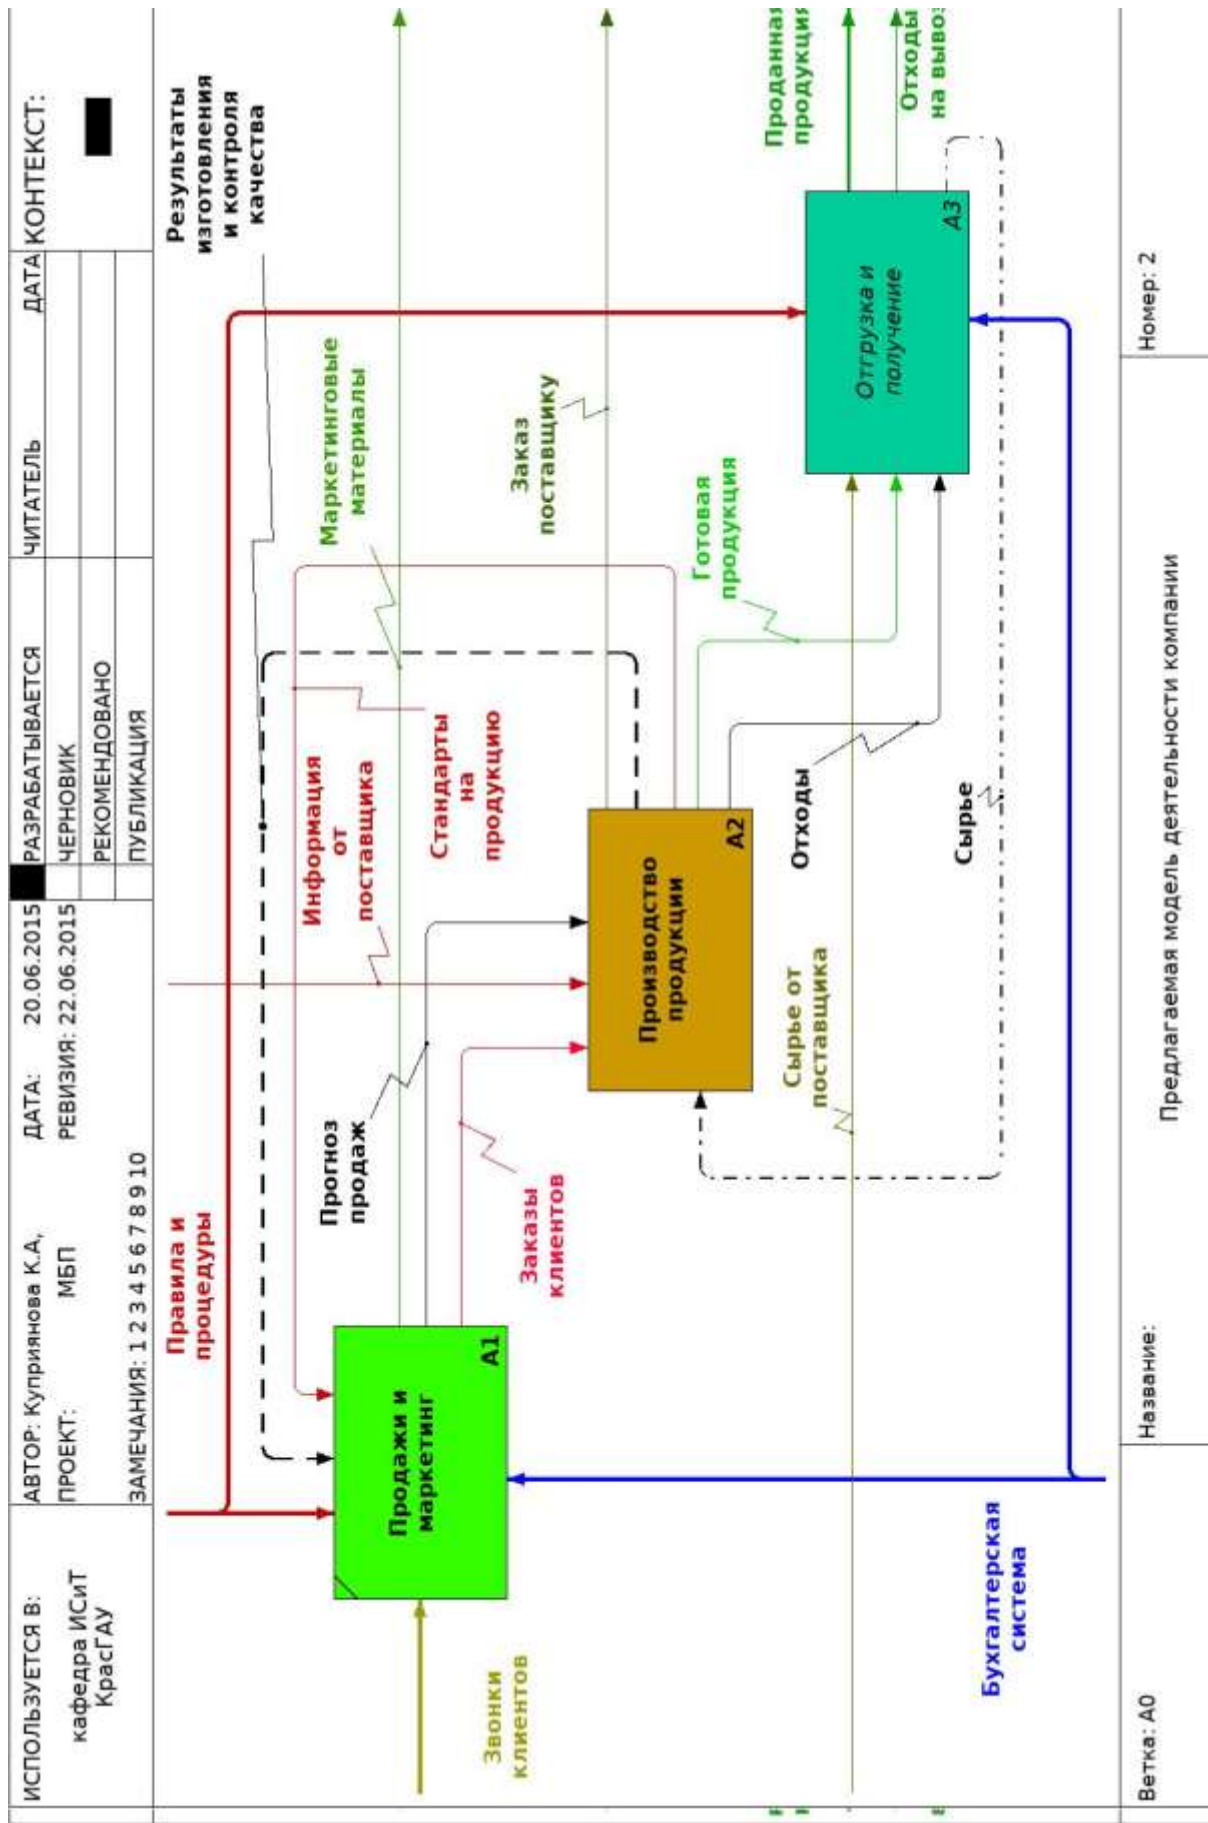 ИСПОЛЬЗУЕТСЯ В:
кафедра ИСиТ
КрасГАУ
АВТОР: Куприянова К.А,
ДАТА: 20.06.2015
ПРОЕКТ: МБП
РЕВИЗИЯ: 22.06.2015
ЗАМЕЧАНИЯ: 1 2 3 4 5 6 7 8 9 10
РАЗРАБАТЫВАЕТСЯ
ЧЕРНОВИК
РЕКОМЕНДОВАНО
ПУБЛИКАЦИЯ
ЧИТАТЕЛЬ
ДАТА
КОНТЕКСТ:
Правила и
процедуры
Результаты
изготовления
и контроля
качества
Информация
от
поставщика
Маркетинговые
материалы
Прогноз
продаж
Стандарты
на
продукцию
Звонки
клиентов
Продажи и
маркетинг
A1
Заказы
клиентов
Заказ
поставщику
Производство
продукции
A2
Готовая
продукция
Проданная
продукция
Отходы
Сырье от
поставщика
Отходы
Отгрузка и
получение
A3
Сырье
Бухгалтерская
система
Ветка: A0
Название:
Предлагаемая модель деятельности компании
Номер: 2